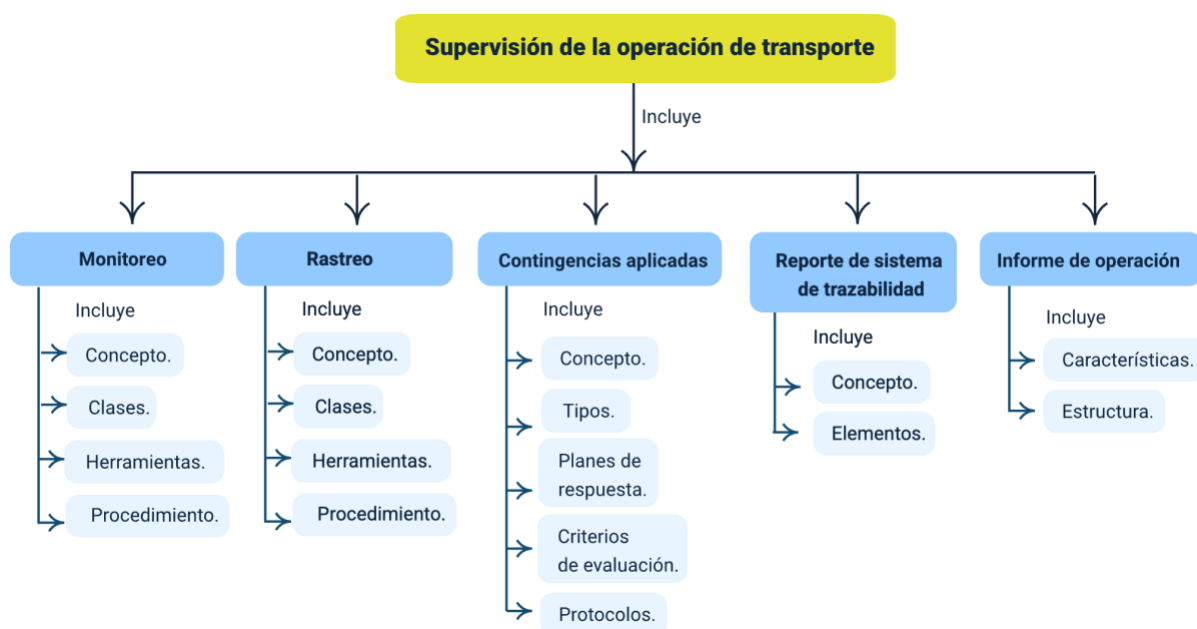 Supervisión de la operación de transporte
Incluye
Monitoreo
Incluye
Concepto.
Clases.
Herramientas.
Procedimiento.
Rastreo
Incluye
Concepto.
Clases.
Herramientas.
Procedimiento.
Contingencias aplicadas
Incluye
Concepto.
Tipos.
Planes de
respuesta.
Criterios
de evaluación.
Protocolos.
Reporte de sistema
de trazabilidad
Incluye
Concepto.
Elementos.
Informe de operación
Incluye
Características.
Estructura.